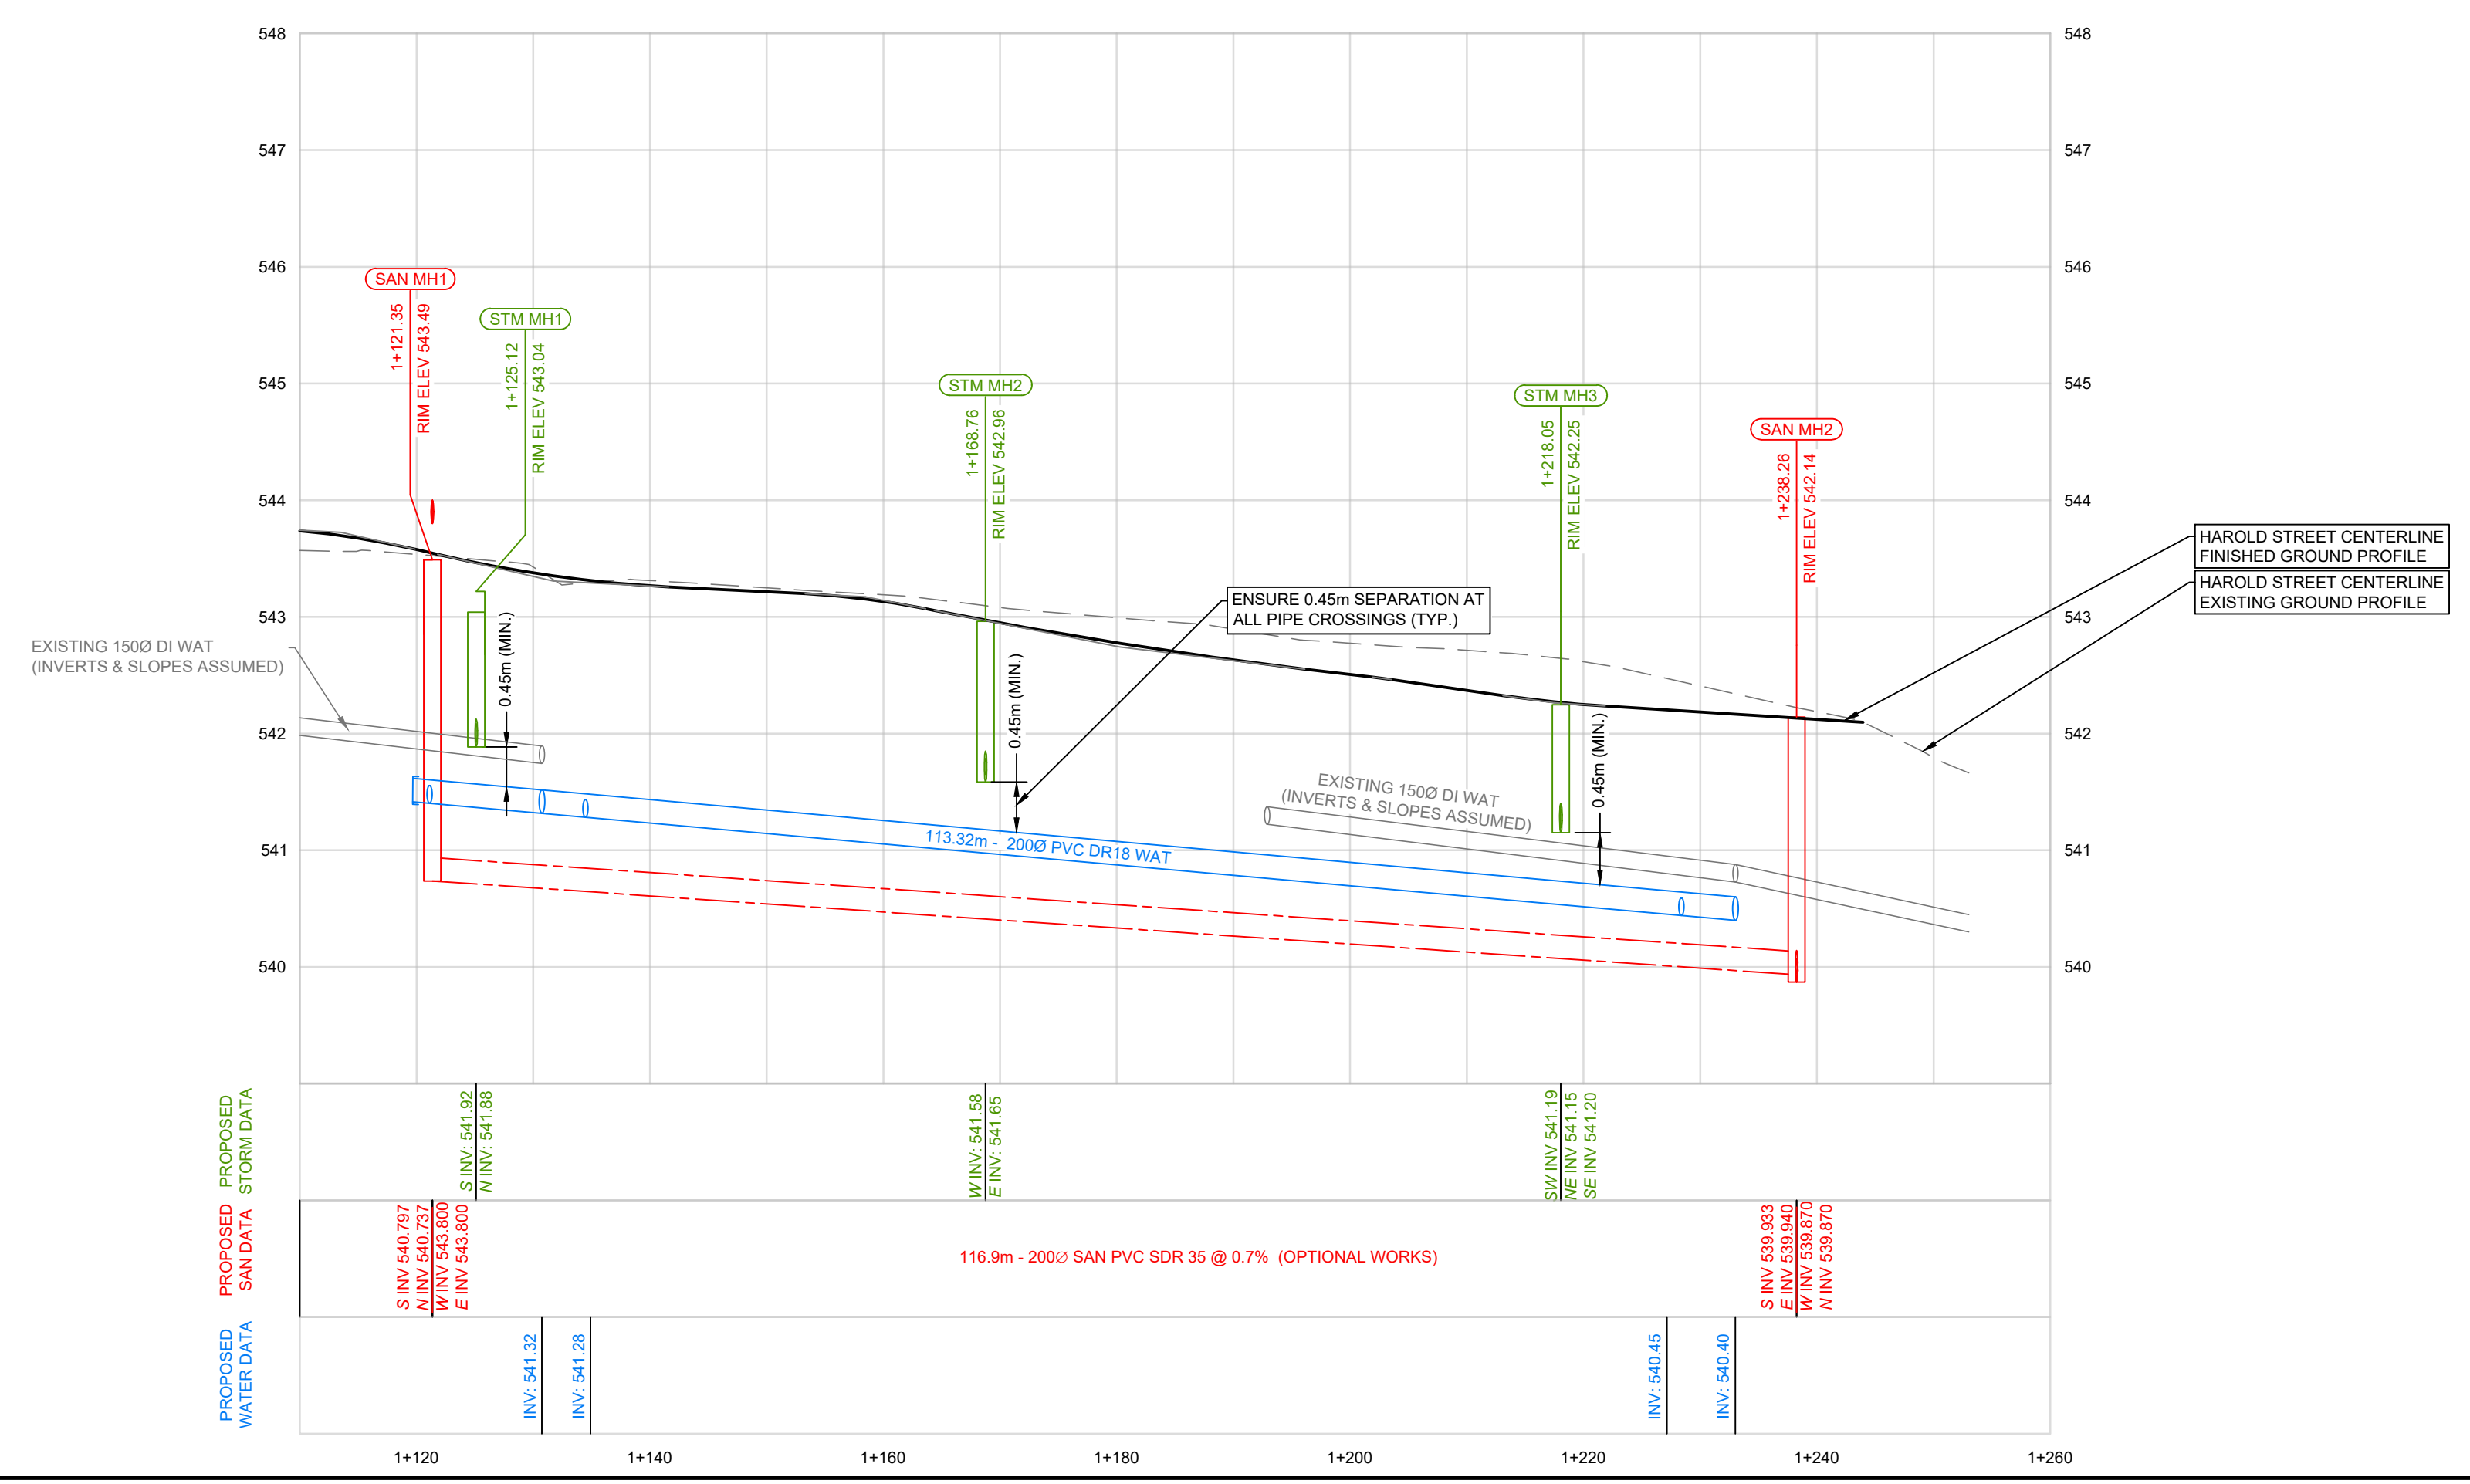 548
548
547
547
546
546
SAN MH1
1+121.35
RIM ELEV 543.49
STM MH1
1+125.12
RIM ELEV 543.04
545
545
STM MH2
1+168.76
RIM ELEV 542.96
STM MH3
1+218.05
RIM ELEV 542.25
SAN MH2
1+238.26
RIM ELEV 542.14
544
544
HAROLD STREET CENTERLINE
FINISHED GROUND PROFILE
HAROLD STREET CENTERLINE
EXISTING GROUND PROFILE
543
543
ENSURE 0.45m SEPARATION AT
ALL PIPE CROSSINGS (TYP.)
EXISTING 150Ø DI WAT
(INVERTS & SLOPES ASSUMED)
0.45m (MIN.)
0.45m (MIN.)
0.45m (MIN.)
542
542
EXISTING 150Ø DI WAT
(INVERTS & SLOPES ASSUMED)
113.32m - 200Ø PVC DR18 WAT
541
541
540
540
PROPOSED
STORM DATA
S INV: 541.92
N INV: 541.88
W INV: 541.58
E INV: 541.65
SW INV 541.19
NE INV 541.15
SE INV 541.20
PROPOSED
SAN DATA
S INV 540.797
N INV 540.737
W INV 543.800
E INV 543.800
116.9m - 200∅ SAN PVC SDR 35 @ 0.7% (OPTIONAL WORKS)
S INV 539.933
E INV 539.940
W INV 539.870
N INV 539.870
PROPOSED
WATER DATA
INV: 541.32
INV: 541.28
INV: 540.45
INV: 540.40
1+120
1+140
1+160
1+180
1+200
1+220
1+240
1+260